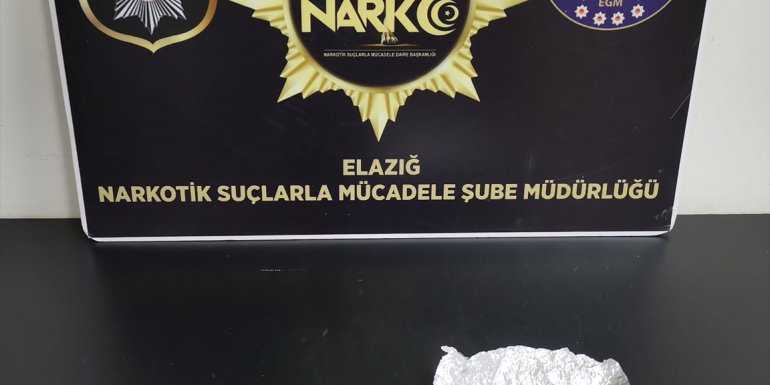 NARKO
NARKOTİK SUÇLARLA MÜCADELE DAİRE BAŞKANLIĞI
EGM
ELAZIĞ
NARKOTİK SUÇLARLA MÜCADELE ŞUBE MÜDÜRLÜĞÜ